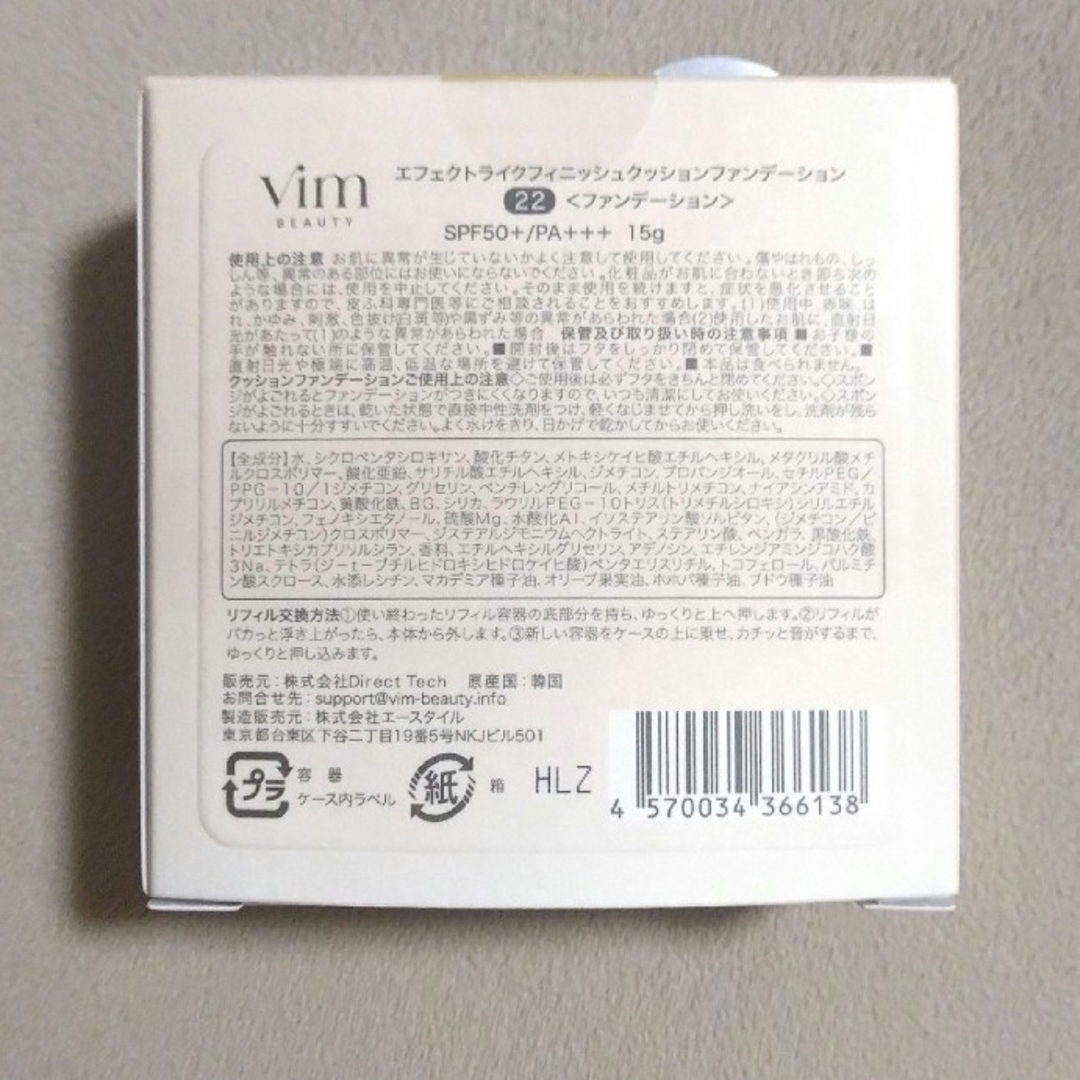 vim
BEAUTY
エフェクトライクフィニッシュクッションファンデーション
22 <ファンデーション>
SPF50+/PA+++ 15g
使用上の注意 お肌に異常が生じていないかよく注意して使用してください。傷やはれもの、しっ
しん等、異常のある部位にはお使いにならないでください。化粧品がお肌に合わないとき即ち次の
ような場合には、使用を中止してください。そのまま使用を続けますと、症状を悪化させること
がありますので、皮ふ科専門医等にご相談されることをおすすめします。(1)使用中、赤味、は
れ、かゆみ、刺激、色抜け(白斑等)や黒ずみ等の異常があらわれた場合(2)使用したお肌に、直射日
光があたって(1)のような異常があらわれた場合 保管及び取り扱い時の注意事項 ■お子様の
手が触れない所に保管してください。■開封後はフタをしっかり閉めて保管してください。■
直射日光や極端に高温、低温な場所を避けて保管してください。■本品は食べられません。
クッションファンデーションご使用上の注意◇ご使用後は必ずフタをきちんと閉めてください。◇スポン
ジがよごれるとファンデーションがつきにくくなりますので、いつも清潔にしてお使いください。◇スポン
ジがよごれるときは、乾いた状態で直接中性洗剤をつけ、軽くなじませてから押し洗いをし、洗剤が残ら
ないように十分すすいでください。よく水けをきり、日かげで乾かしてからお使いください。
【全成分】水、シクロペンタシロキサン、酸化チタン、メトキシケイヒ酸エチルヘキシル、メタクリル酸メチ
ルクロスポリマー、酸化亜鉛、サリチル酸エチルヘキシル、ジメチコン、プロパンジオール、セチルPEG/
PPG-10/1ジメチコン、グリセリン、ペンチレングリコール、メチルトリメチコン、ナイアシンアミド、カ
プリリルメチコン、黄酸化鉄、BG、シリカ、ラウリルPEG-10トリス(トリメチルシロキシ)シリルエチル
ジメチコン、フェノキシエタノール、硫酸Mg、水酸化Al、イソステアリン酸ソルビタン、(ジメチコン/ビ
ニルジメチコン)クロスポリマー、ジステアルジモニウムヘクトライト、ステアリン酸、ベンガラ、黒酸化鉄、
トリエトキシカプリリルシラン、香料、エチルヘキシルグリセリン、アデノシン、エチレンジアミンジコハク酸
3Na、テトラ(ジーtーブチルヒドロキシヒドロケイヒ酸)ペンタエリスリチル、トコフェロール、パルミチ
ン酸スクロース、水添レシチン、マカデミア種子油、オリーブ果実油、ホホバ種子油、ブドウ種子油
リフィル交換方法①使い終わったリフィル容器の底部分を持ち、ゆっくりと上へ押します。②リフィルが
パカっと浮き上がったら、本体から外します。③新しい容器をケースの上に乗せ、カチッと音がするまで、
ゆっくりと押し込みます。
販売元:株式会社Direct Tech 原産国:韓国
お問合せ先:support@vim-beauty.info
製造販売元:株式会社エースタイル
東京都台東区下谷二丁目19番5号NKJビル501
プラ 容器
ケース内ラベル
紙 箱
HLZ
4 570034 366138